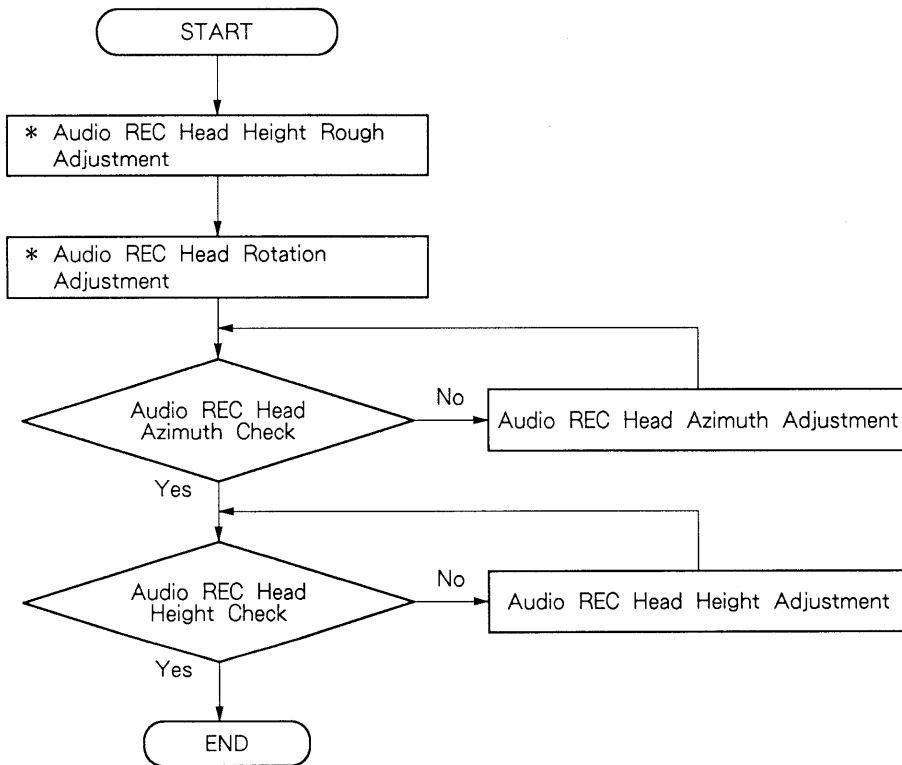 START
* Audio REC Head Height Rough
Adjustment
* Audio REC Head Rotation
Adjustment
Audio REC Head
Azimuth Check
No
Audio REC Head Azimuth Adjustment
Yes
Audio REC Head
Height Check
No
Audio REC Head Height Adjustment
Yes
END